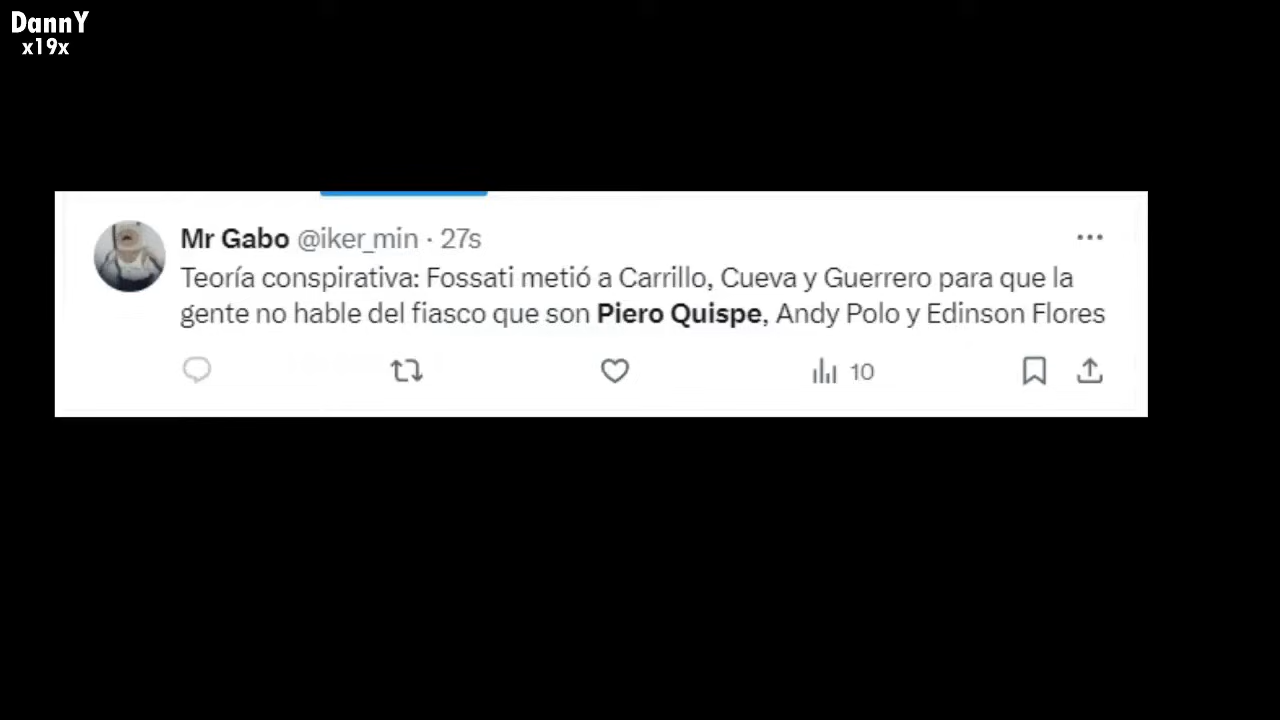 DannY
x19x
Mr Gabo @iker_min · 27s
Teoría conspirativa: Fossati metió a Carrillo, Cueva y Guerrero para que la
gente no hable del fiasco que son Piero Quispe, Andy Polo y Edinson Flores
10